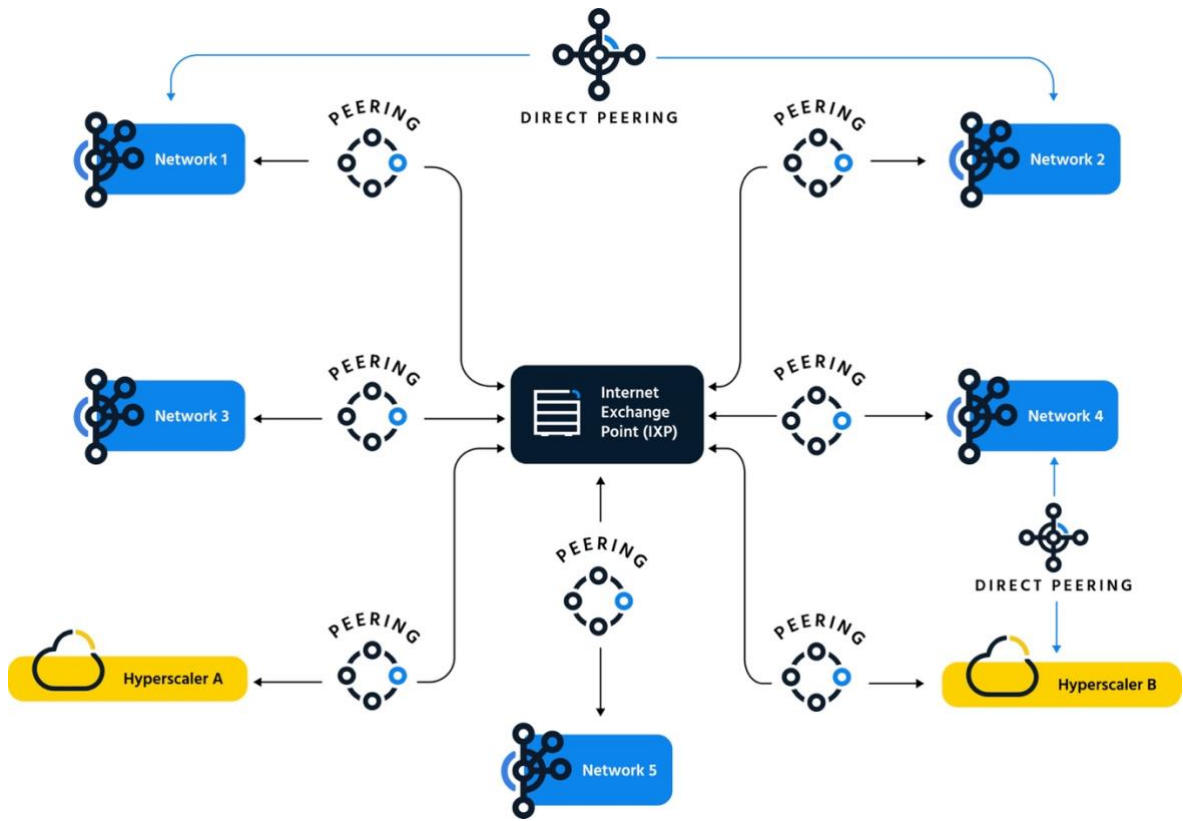 DIRECT PEERING
PEERING
PEERING
Network 1
Network 2
PEERING
PEERING
Network 3
Internet
Exchange
Point (IXP)
Network 4
PEERING
DIRECT PEERING
PEERING
PEERING
Hyperscaler A
Hyperscaler B
Network 5